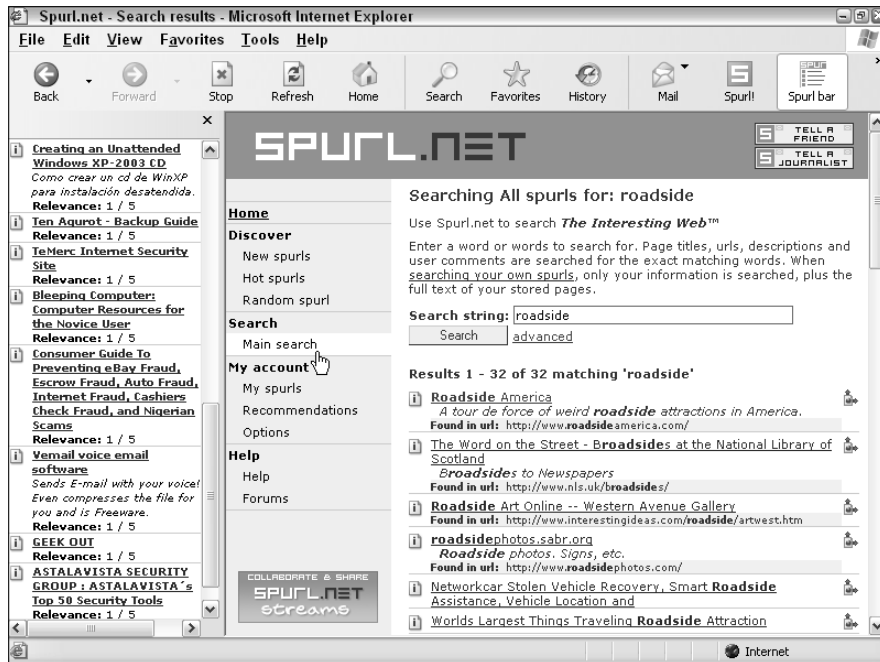 Spurl.net - Search results - Microsoft Internet Explorer
File Edit View Favorites Tools Help
Back Forward Stop Refresh Home Search Favorites History Mail Spurl! Spurl bar
Creating an Unattended
Windows XP-2003 CD
Como crear un cd de WinXP
para instalación desatendida.
Relevance: 1 / 5
Ten Aqurot - Backup Guide
Relevance: 1 / 5
TeMerc Internet Security
Site
Relevance: 1 / 5
Bleeping Computer:
Computer Resources for
the Novice User
Relevance: 1 / 5
Consumer Guide To
Preventing eBay Fraud,
Escrow Fraud, Auto Fraud,
Internet Fraud, Cashiers
Check Fraud, and Nigerian
Scams
Relevance: 1 / 5
Vemail voice email
software
Sends E-mail with your voice!
Even compresses the file for
you and is Freeware.
Relevance: 1 / 5
GEEK OUT
Relevance: 1 / 5
ASTALAVISTA SECURITY
GROUP : ASTALAVISTA´s
Top 50 Security Tools
Relevance: 1 / 5
SPURL.NET
TELL A
FRIEND
TELL A
JOURNALIST
Home
Discover
New spurls
Hot spurls
Random spurl
Search
Main search
My account
My spurls
Recommendations
Options
Help
Help
Forums
COLLABORATE & SHARE
SPURL.NET
streams
Searching All spurls for: roadside
Use Spurl.net to search The Interesting Web™
Enter a word or words to search for. Page titles, urls, descriptions and
user comments are searched for the exact matching words. When
searching your own spurls, only your information is searched, plus the
full text of your stored pages.
Search string: roadside
Search advanced
Results 1 - 32 of 32 matching 'roadside'
Roadside America
A tour de force of weird roadside attractions in America.
Found in url: http://www.roadsideamerica.com/
The Word on the Street - Broadsides at the National Library of
Scotland
Broadsides to Newspapers
Found in url: http://www.nls.uk/broadsides/
Roadside Art Online -- Western Avenue Gallery
Found in url: http://www.interestingideas.com/roadside/artwest.htm
roadsidephotos.sabr.org
Roadside photos. Signs, etc.
Found in url: http://www.roadsidephotos.com/
Networkcar Stolen Vehicle Recovery, Smart Roadside
Assistance, Vehicle Location and
Worlds Largest Things Traveling Roadside Attraction
Internet